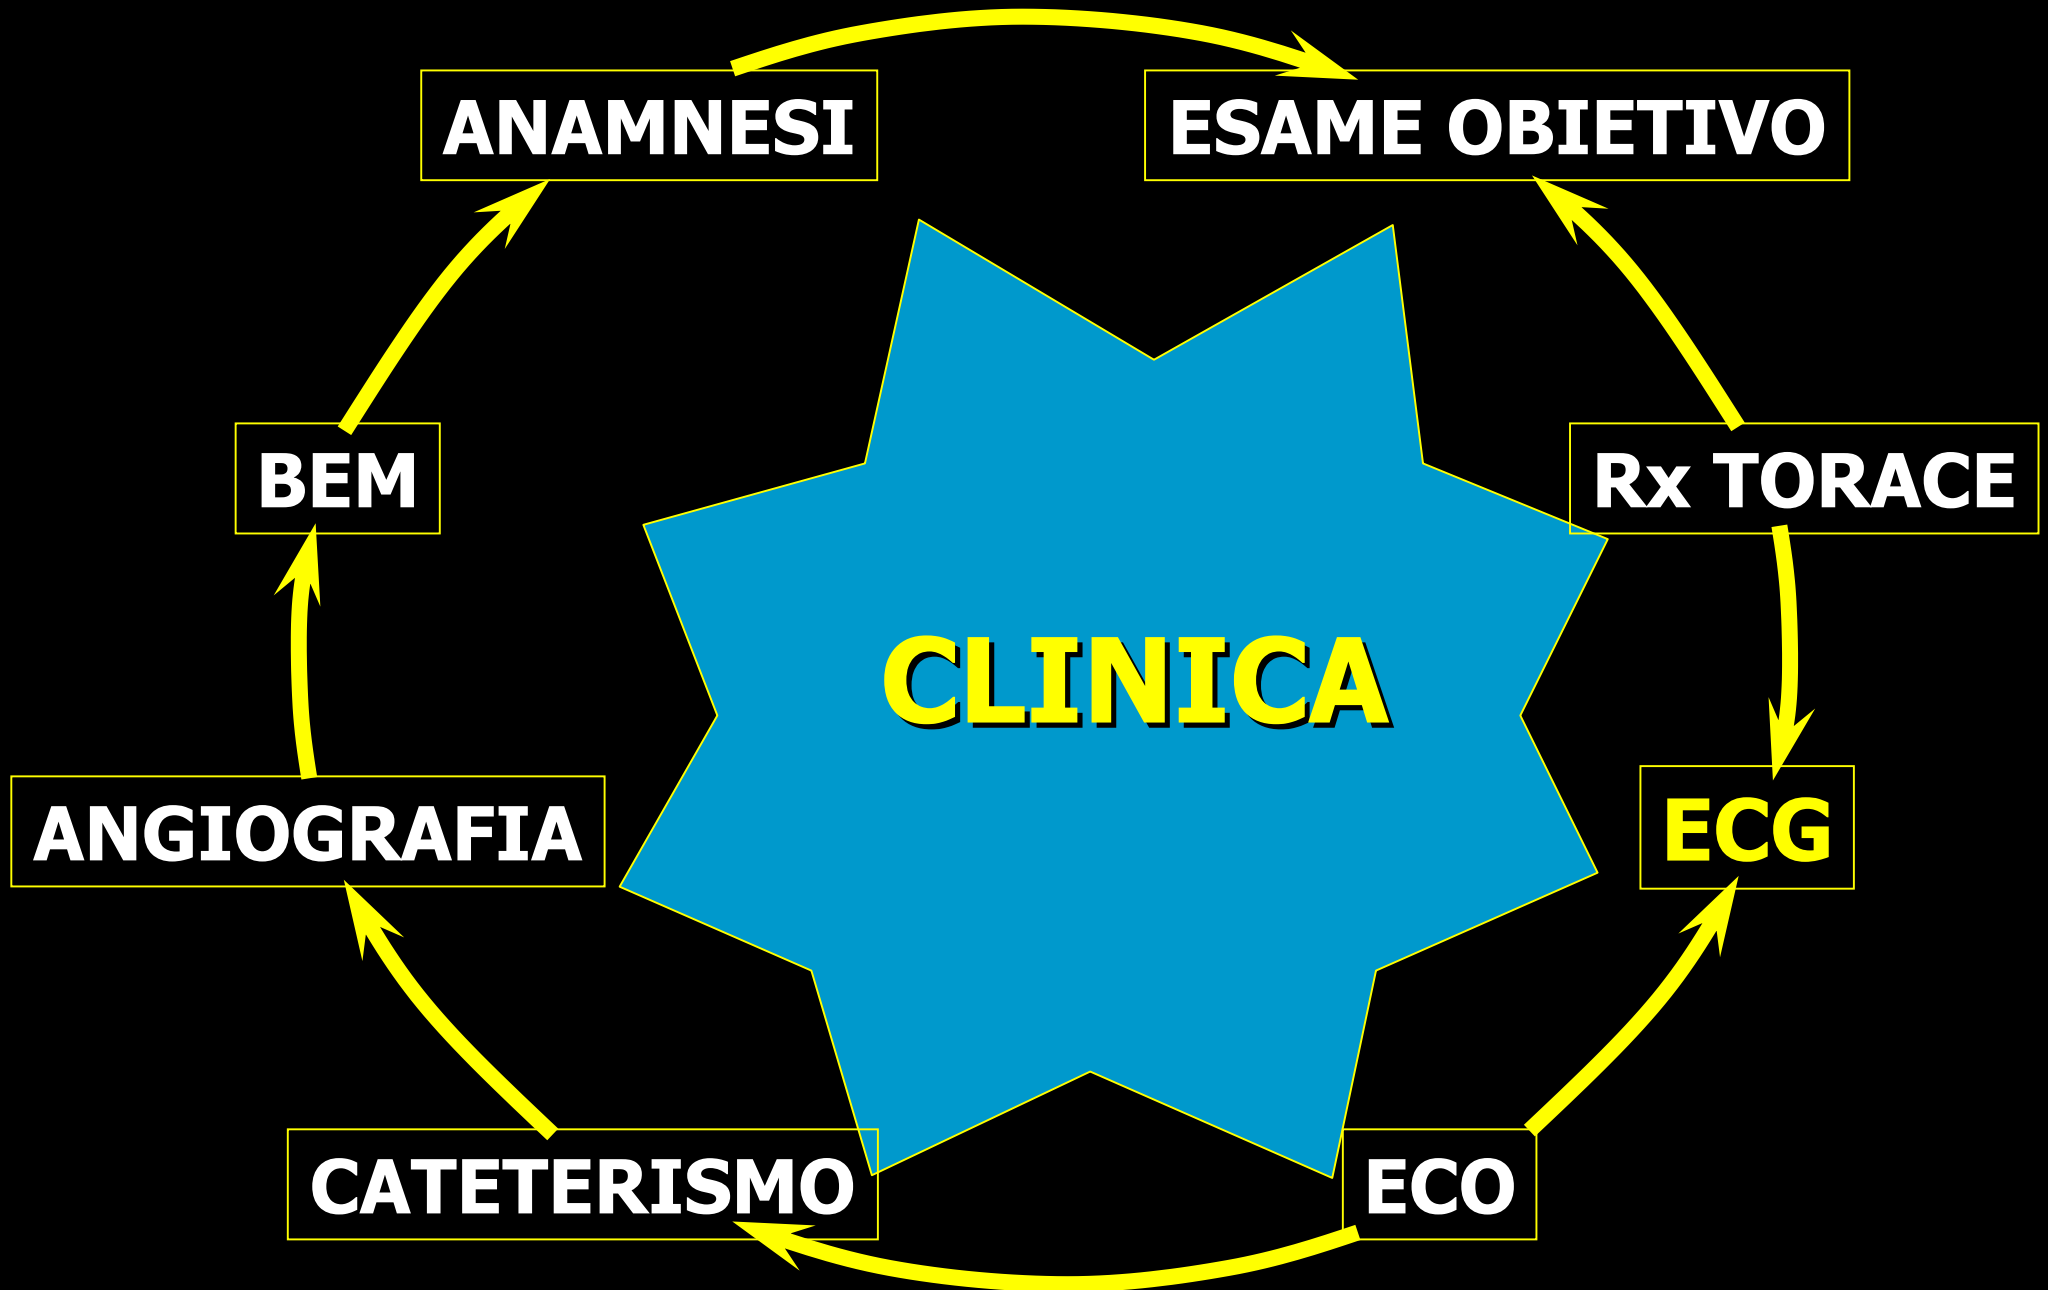 ANAMNESI
ESAME OBIETIVO
BEM
Rx TORACE
CLINICA
ANGIOGRAFIA
ECG
CATETERISMO
ECO